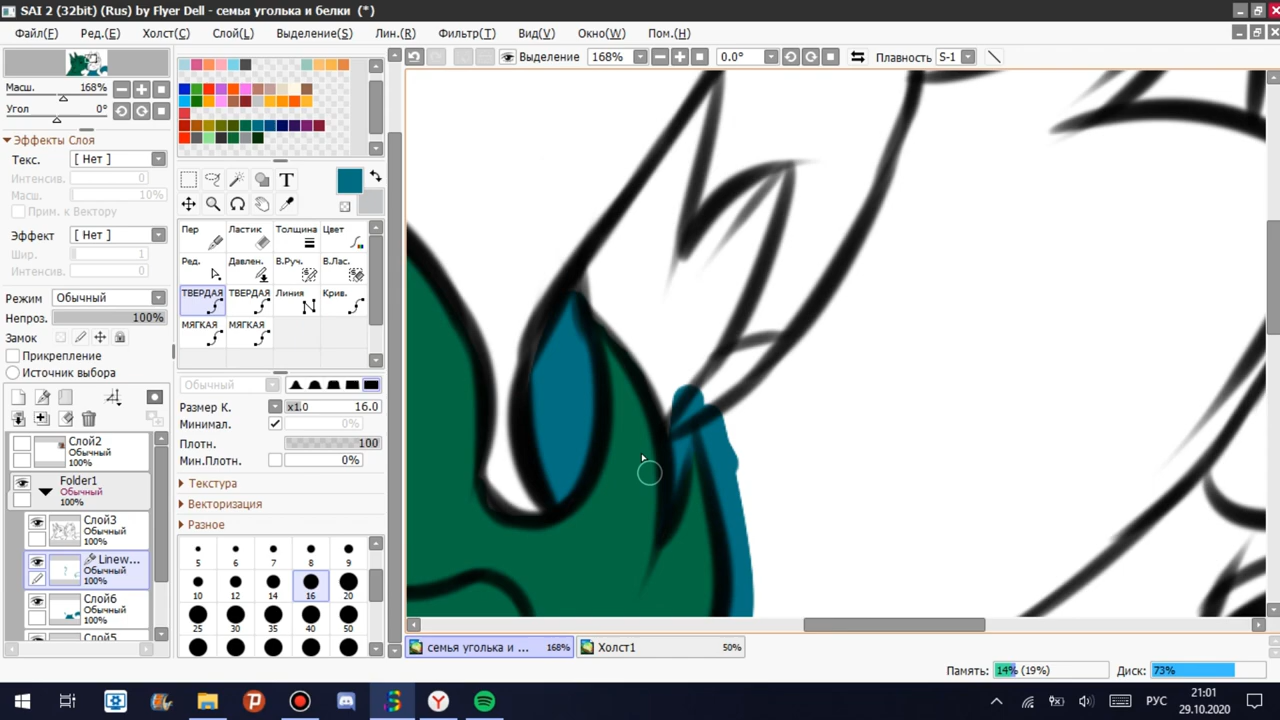 SAI 2 (32bit) (Rus) by Flyer Dell - семья уголька и белки (*)
Файл(F) Ред.(E) Холст(C) Слой(L) Выделение(S) Лин.(R) Фильтр(T) Вид(V) Окно(W) Пом.(H)
Выделение 168% 0.0° Плавность S-1
Масш. 168%
Угол 0°
Эффекты Слоя
Текс. [ Нет ]
Интенсив. 0
Масш. 10%
Прим. к Вектору
Эффект [ Нет ]
Шир. 1
Интенсив. 0
Режим Обычный
Непроз. 100%
Замок
Прикрепление
Источник выбора
Слой2
Обычный
100%
Folder1
Обычный
100%
Слой3
Обычный
100%
Linew...
Обычный
100%
Слой6
Обычный
100%
Слой5
T
Пер Ластик Толщина Цвет
Ред. Давлен. В.Руч. В.Лас.
ТВЕРДАЯ ТВЕРДАЯ Линия Крив.
МЯГКАЯ МЯГКАЯ
Обычный
Размер К. x1.0 16.0
Минимал. 0%
Плотн. 100
Мин.Плотн. 0%
Текстура
Векторизация
Разное
5 6 7 8 9
10 12 14 16 20
25 30 35 40 50
семья уголька и ... 168% Холст1 50%
Память: 14% (19%) Диск: 73%
РУС
21:01
29.10.2020